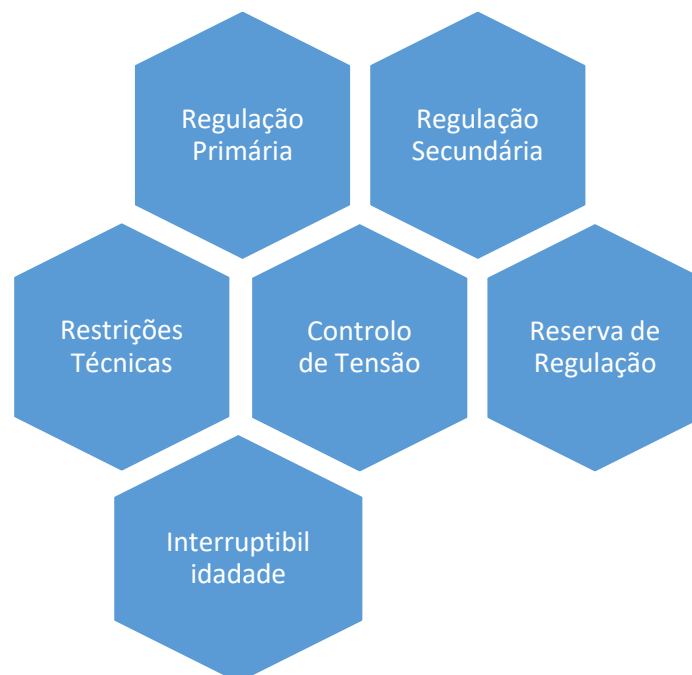 Regulação
Primária
Regulação
Secundária
Restrições
Técnicas
Controlo
de Tensão
Reserva de
Regulação
Interruptibil
idadade